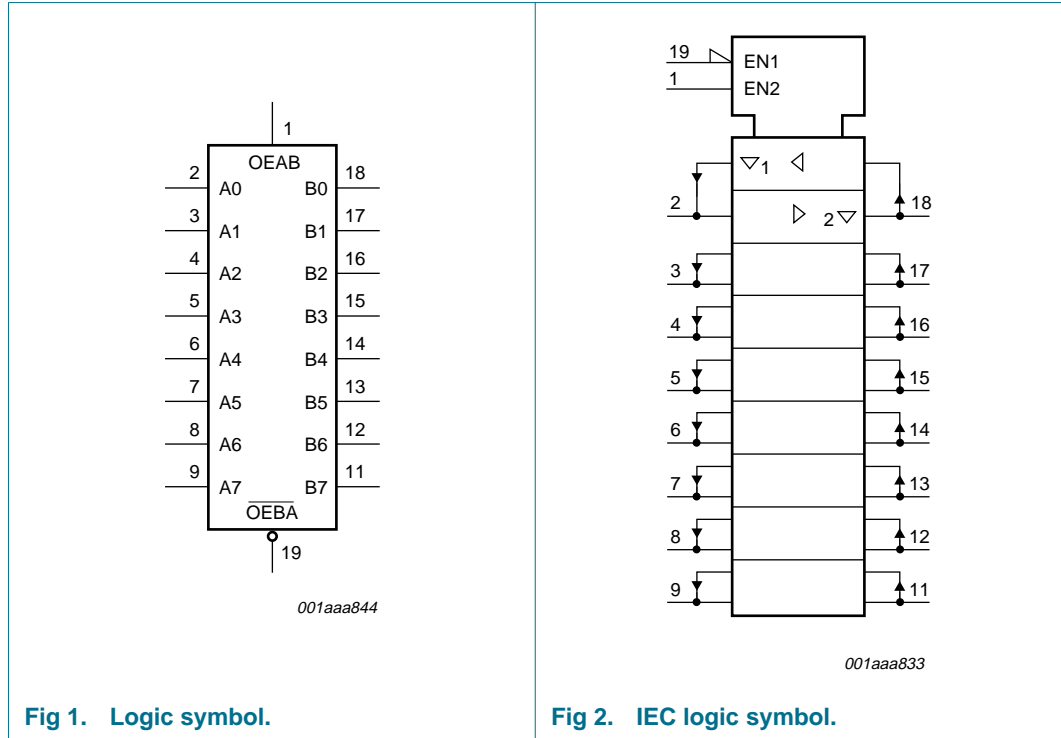 1
OEAB
2 A0 B0 18
3 A1 B1 17
4 A2 B2 16
5 A3 B3 15
6 A4 B4 14
7 A5 B5 13
8 A6 B6 12
9 A7 B7 11
OEBA
19
001aaa844
Fig 1. Logic symbol.
19 EN1
1 EN2
1
2 2 18
3 17
4 16
5 15
6 14
7 13
8 12
9 11
001aaa833
Fig 2. IEC logic symbol.